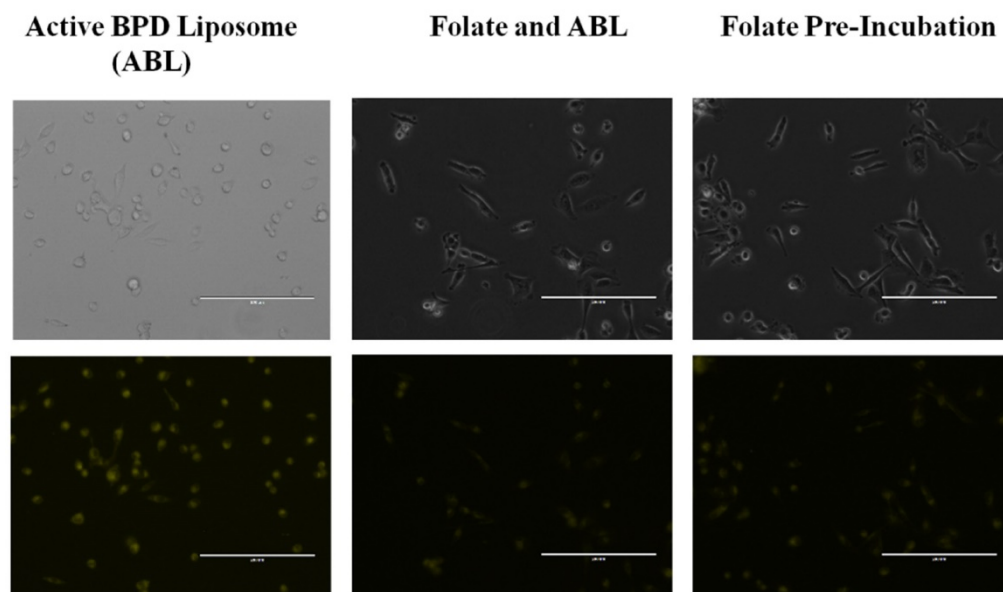 Active BPD Liposome
(ABL)
Folate and ABL
Folate Pre-Incubation